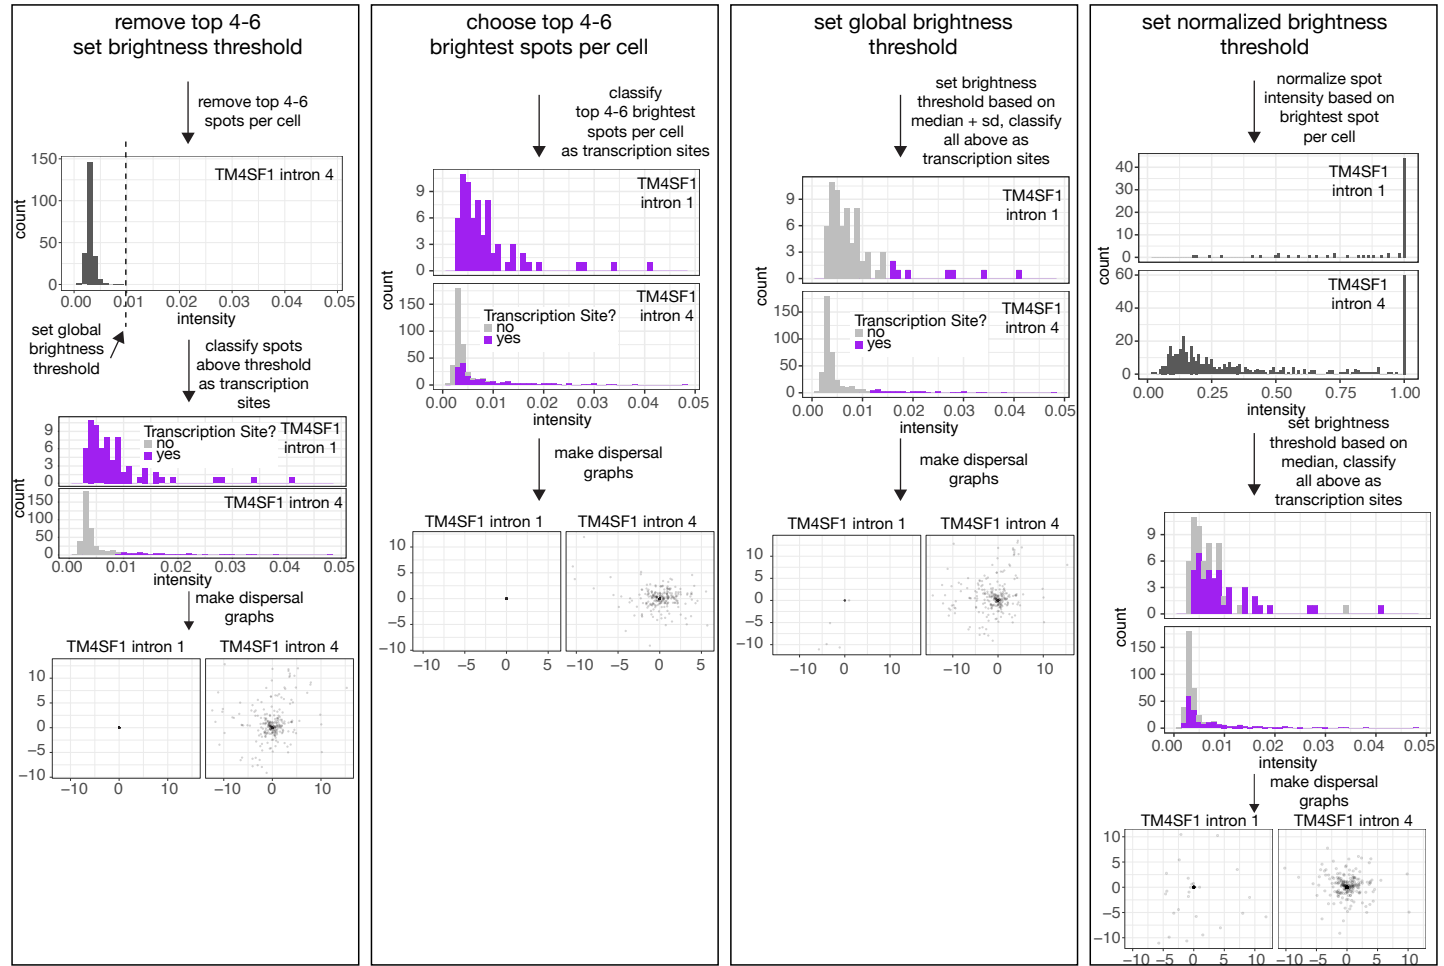 remove top 4-6
set brightness threshold
remove top 4-6
spots per cell
150
100
50
0
count
TM4SF1 intron 4
0.00 0.01 0.02 0.03 0.04 0.05
intensity
set global
brightness
threshold
classify spots
above threshold
as transcription
sites
9
6
3
0
Transcription Site?
no
yes
TM4SF1
intron 1
150
100
50
0
count
TM4SF1 intron 4
0.00 0.01 0.02 0.03 0.04 0.05
intensity
make dispersal
graphs
TM4SF1 intron 1 TM4SF1 intron 4
10
5
0
−5
−10
−10 0 10 −10 0 10
choose top 4-6
brightest spots per cell
classify
top 4-6 brightest
spots per cell
as transcription sites
9
6
3
0
TM4SF1
intron 1
count
150
100
50
0
Transcription Site?
no
yes
TM4SF1
intron 4
0.00 0.01 0.02 0.03 0.04 0.05
intensity
make dispersal
graphs
TM4SF1 intron 1 TM4SF1 intron 4
10
5
0
−5
−10
−10 −5 0 5 −10 −5 0 5
set global brightness
threshold
set brightness
threshold based on
median + sd, classify
all above as
transcription sites
9
6
3
0
TM4SF1
intron 1
count
150
100
50
0
Transcription Site?
no
yes
TM4SF1
intron 4
0.00 0.01 0.02 0.03 0.04 0.05
intensity
make dispersal
graphs
TM4SF1 intron 1 TM4SF1 intron 4
10
5
0
−5
−10
−10 0 10 −10 0 10
set normalized brightness
threshold
normalize spot
intensity based on
brightest spot
per cell
40
30
20
10
0
TM4SF1
intron 1
count
60
40
20
0
TM4SF1
intron 4
0.00 0.25 0.50 0.75 1.00
intensity
set brightness
threshold based on
median, classify
all above as
transcription sites
9
6
3
0
count
150
100
50
0
0.00 0.01 0.02 0.03 0.04 0.05
intensity
make dispersal
graphs
TM4SF1 intron 1 TM4SF1 intron 4
10
5
0
−5
−10
−10 −5 0 5 10 −10 −5 0 5 10